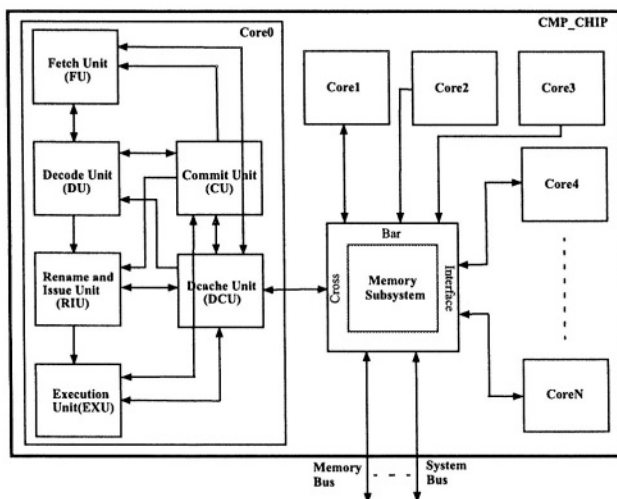 CMP_CHIP
Core0
Fetch Unit
(FU)
Decode Unit
(DU)
Commit Unit
(CU)
Rename and
Issue Unit
(RIU)
Dcache Unit
(DCU)
Execution
Unit(EXU)
Core1
Core2
Core3
Core4
CoreN
Cross
Bar
Interface
Memory
Subsystem
Memory
Bus
System
Bus